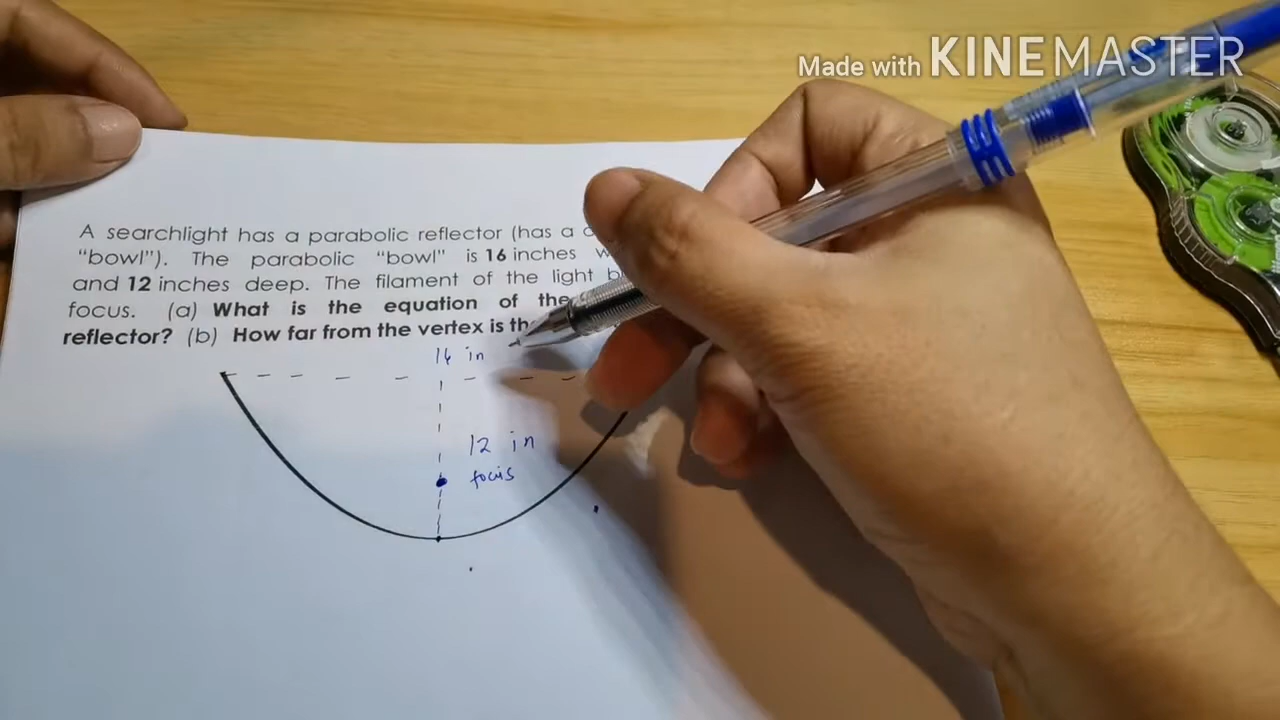 Made with KINEMASTER
A searchlight has a parabolic reflector (has a
"bowl"). The parabolic "bowl" is 16 inches
and 12 inches deep. The filament of the light
focus. (a) What is the equation of the
reflector? (b) How far from the vertex is
16 in
12 in
focus